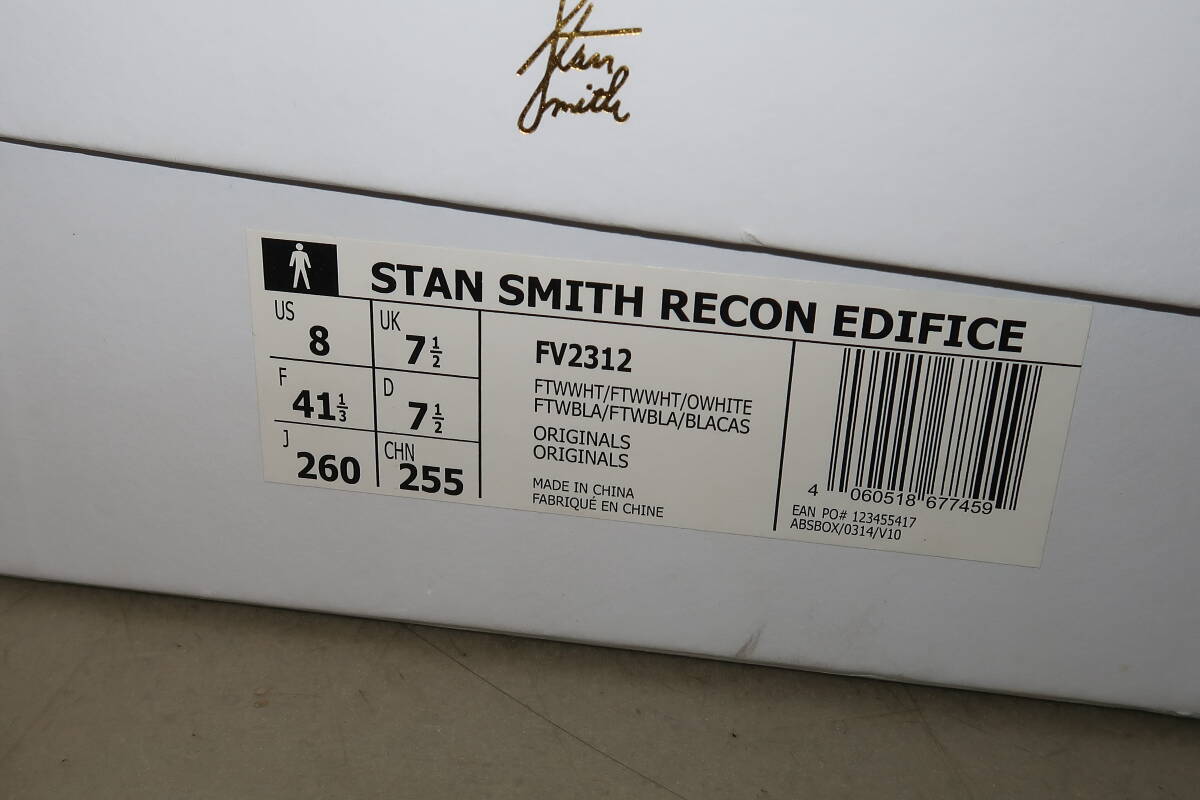 Stan
Smith
STAN SMITH RECON EDIFICE
US
8
UK
7 1/2
F
41 1/3
D
7 1/2
J
260
CHN
255
FV2312
FTWWHT/FTWWHT/OWHITE
FTWBLA/FTWBLA/BLACAS
ORIGINALS
ORIGINALS
MADE IN CHINA
FABRIQUÉ EN CHINE
4 060518 677459
EAN PO# 123455417
ABSBOX/0314/V10